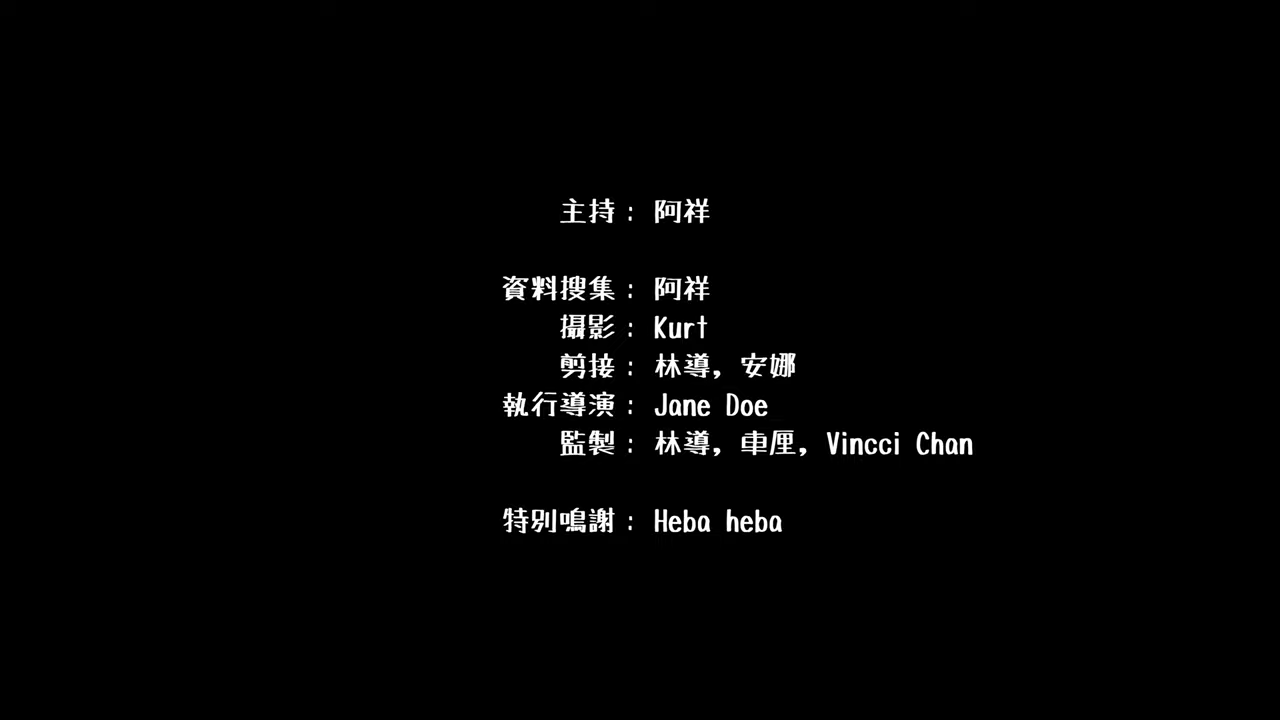 主持：阿祥
資料搜集：阿祥
攝影：Kurt
剪接：林導，安娜
執行導演：Jane Doe
監製：林導，車厘，Vincci Chan
特別鳴謝：Heba heba